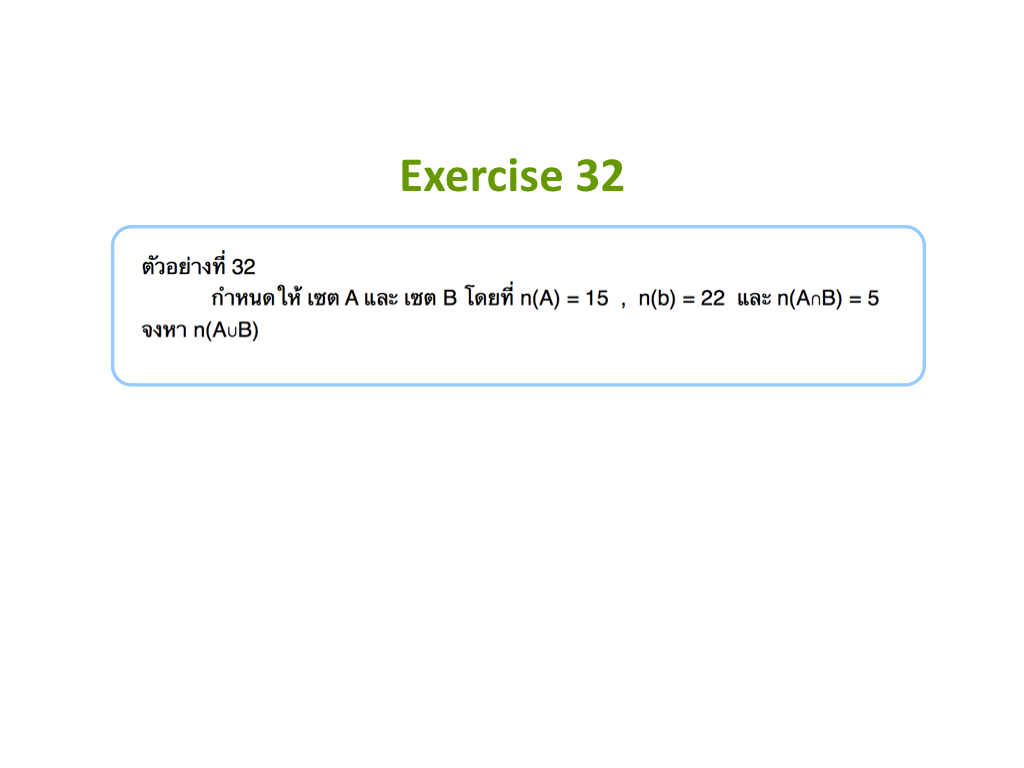 Exercise 32
ตัวอย่างที่ 32
กำหนดให้ เซต A และ เซต B โดยที่ n(A) = 15 , n(b) = 22 และ n(A∩B) = 5
จงหา n(A∪B)